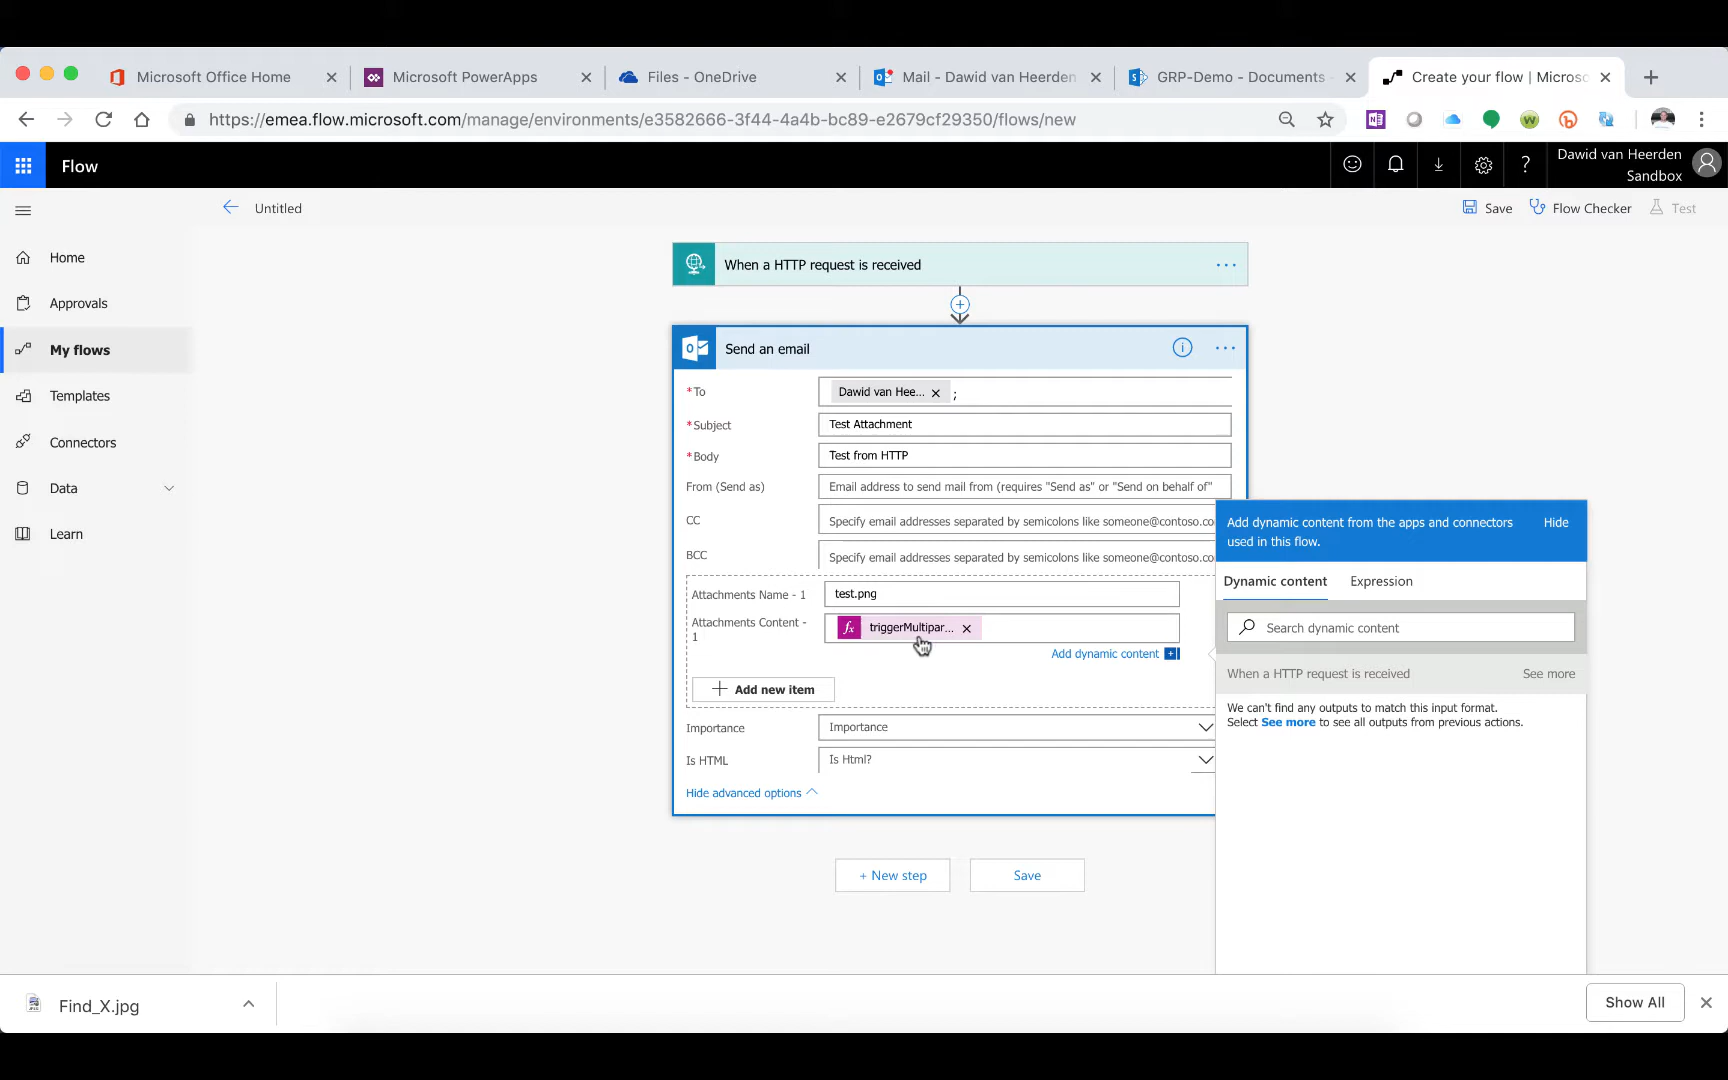 Microsoft Office Home
Microsoft PowerApps
Files - OneDrive
Mail - Dawid van Heerden
GRP-Demo - Documents -
Create your flow | Microso
https://emea.flow.microsoft.com/manage/environments/e3582666-3f44-4a4b-bc89-e2679cf29350/flows/new
Flow
Dawid van Heerden
Sandbox
Untitled
Save
Flow Checker
Test
Home
Approvals
My flows
Templates
Connectors
Data
Learn
When a HTTP request is received
Send an email
*To
Dawid van Hee... ;
*Subject
Test Attachment
*Body
Test from HTTP
From (Send as)
Email address to send mail from (requires "Send as" or "Send on behalf of"
CC
Specify email addresses separated by semicolons like someone@contoso.co
BCC
Specify email addresses separated by semicolons like someone@contoso.co
Attachments Name - 1
test.png
Attachments Content -
1
fx triggerMultipar...
Add dynamic content
Add new item
Importance
Importance
Is HTML
Is Html?
Hide advanced options
+ New step
Save
Add dynamic content from the apps and connectors
used in this flow.
Hide
Dynamic content
Expression
Search dynamic content
When a HTTP request is received
See more
We can't find any outputs to match this input format.
Select See more to see all outputs from previous actions.
Find_X.jpg
Show All